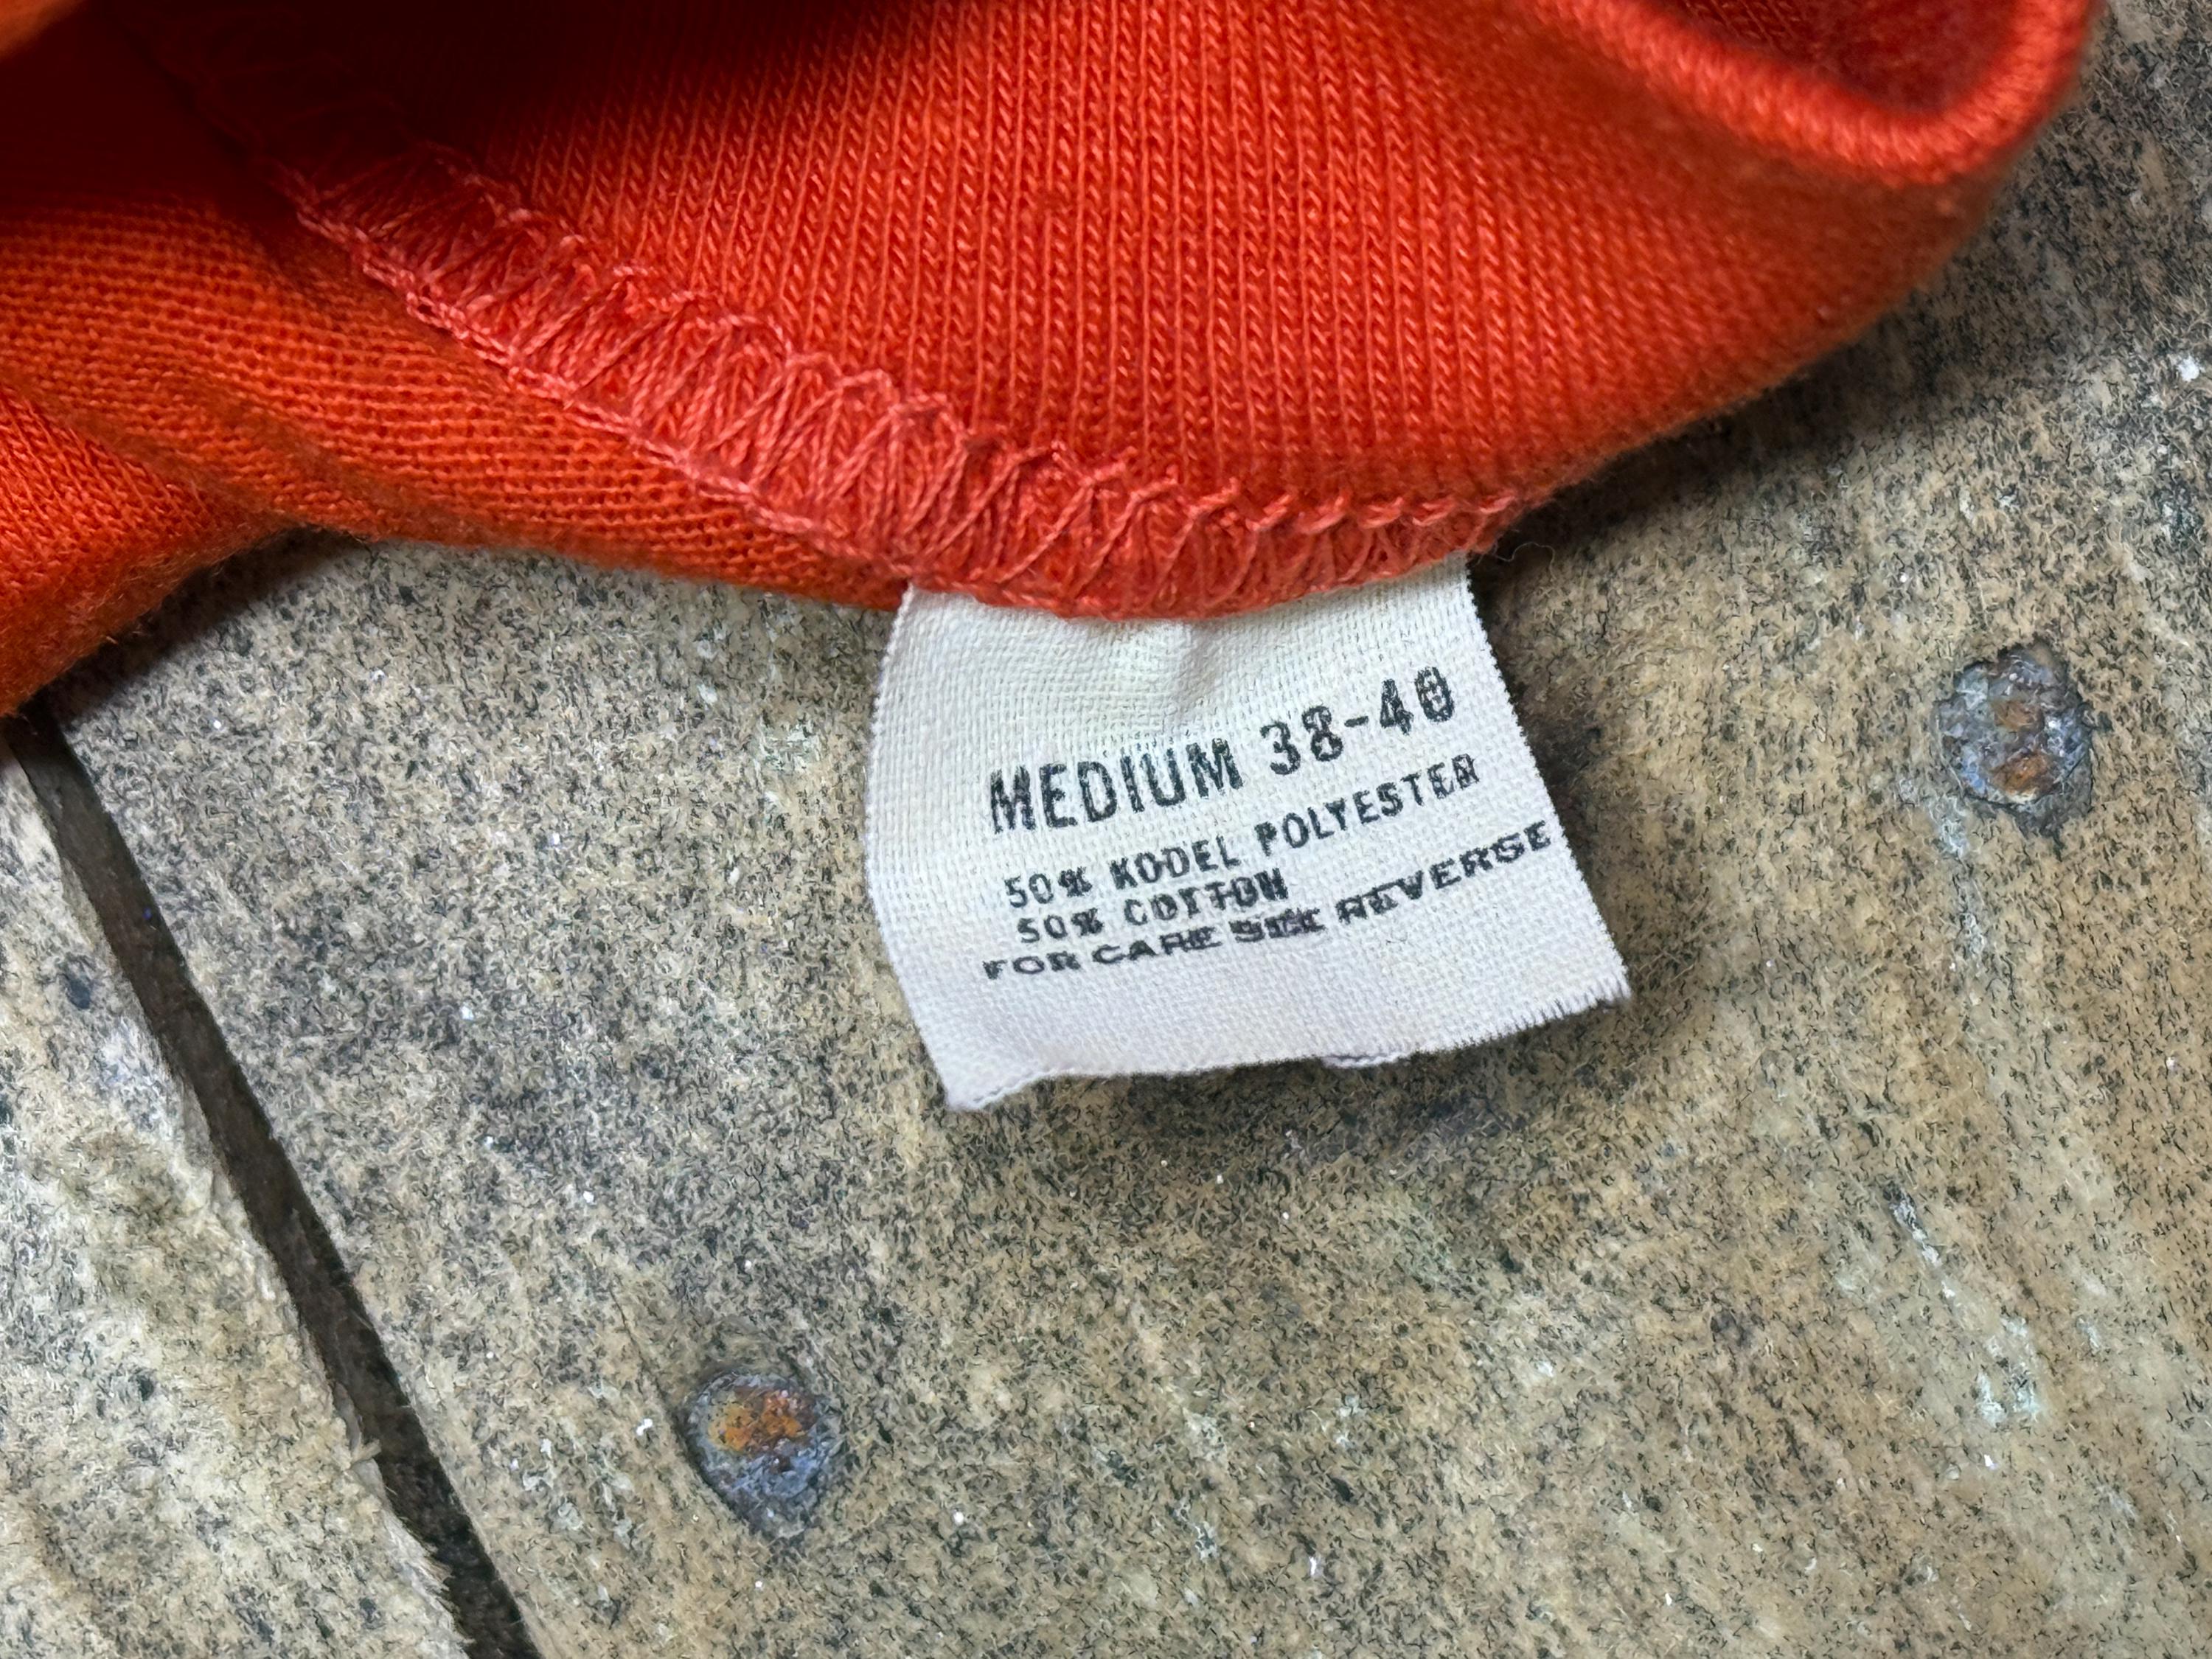 MEDIUM 38-40
50% KODEL POLYESTER
50% COTTON
FOR CARE SEE REVERSE